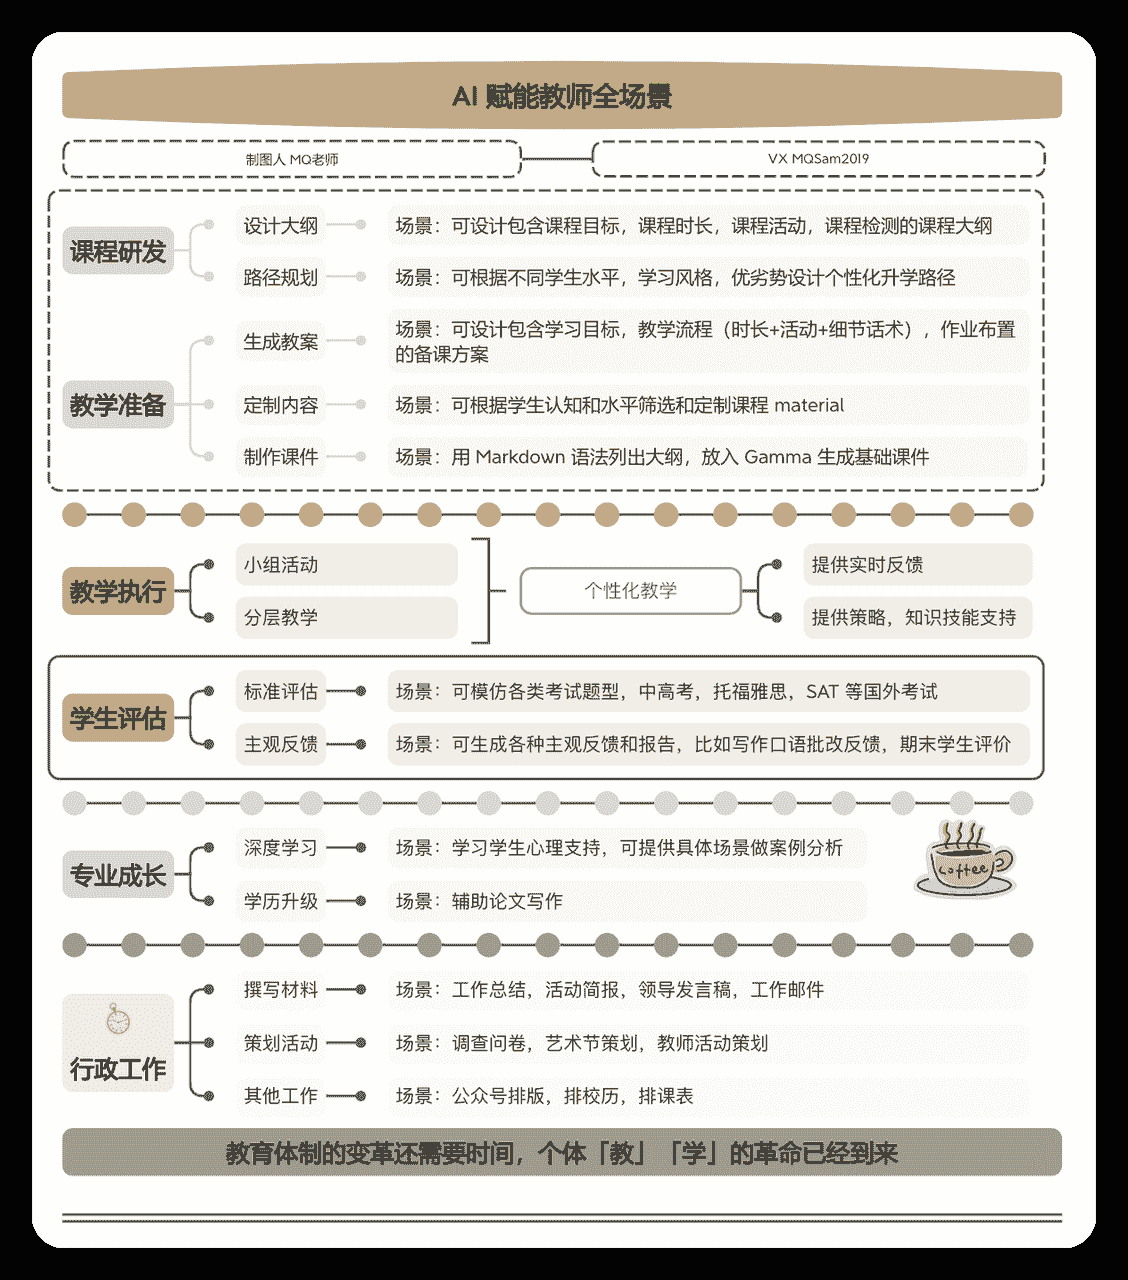 AI 赋能教师全场景
制图人 MQ老师
VX MQSam2019
课程研发
设计大纲
场景：可设计包含课程目标，课程时长，课程活动，课程检测的课程大纲
路径规划
场景：可根据不同学生水平，学习风格，优劣势设计个性化升学路径
教学准备
生成教案
场景：可设计包含学习目标，教学流程（时长+活动+细节话术），作业布置
的备课方案
定制内容
场景：可根据学生认知和水平筛选和定制课程 material
制作课件
场景：用 Markdown 语法列出大纲，放入 Gamma 生成基础课件
教学执行
小组活动
分层教学
个性化教学
提供实时反馈
提供策略，知识技能支持
学生评估
标准评估
场景：可模仿各类考试题型，中高考，托福雅思，SAT 等国外考试
主观反馈
场景：可生成各种主观反馈和报告，比如写作口语批改反馈，期末学生评价
专业成长
深度学习
场景：学习学生心理支持，可提供具体场景做案例分析
学历升级
场景：辅助论文写作
coffee
行政工作
撰写材料
场景：工作总结，活动简报，领导发言稿，工作邮件
策划活动
场景：调查问卷，艺术节策划，教师活动策划
其他工作
场景：公众号排版，排校历，排课表
教育体制的变革还需要时间，个体「教」「学」的革命已经到来